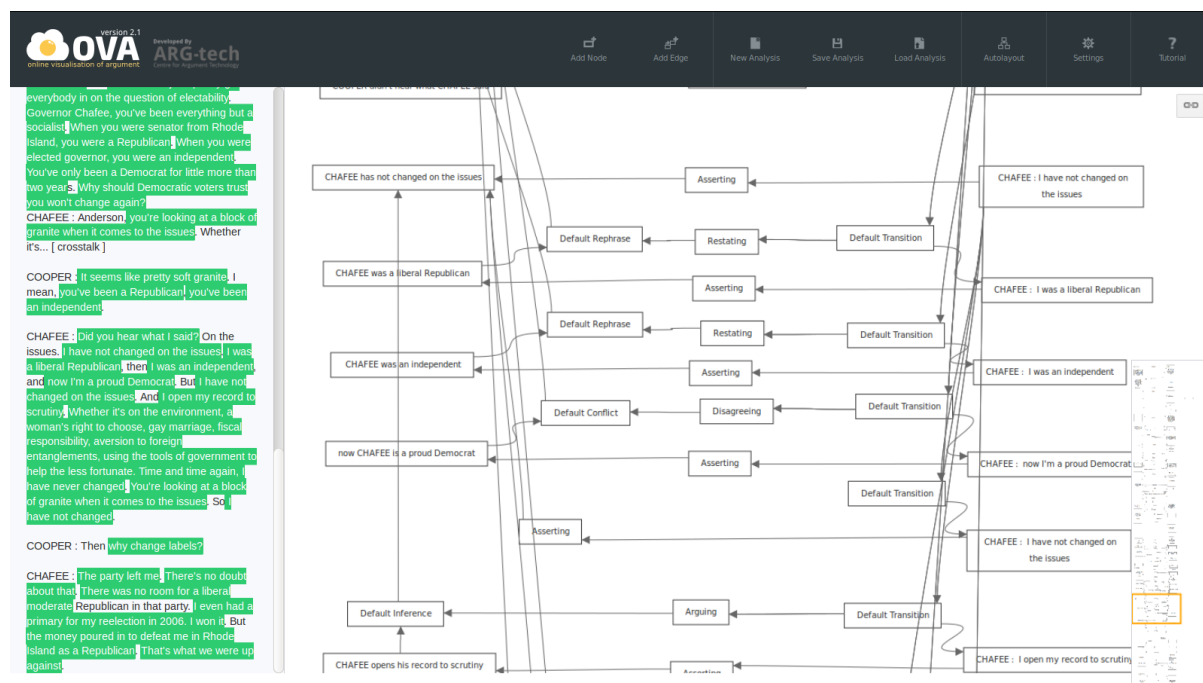 version 2.1
OVA
online visualisation of argument
Developed By
ARG-tech
Centre for Argument Technology
Add Node
Add Edge
New Analysis
Save Analysis
Load Analysis
Autolayout
Settings
?
Tutorial
everybody in on the question of electability.
Governor Chafee, you've been everything but a
socialist. When you were senator from Rhode
Island, you were a Republican. When you were
elected governor, you were an independent.
You've only been a Democrat for little more than
two years. Why should Democratic voters trust
you won't change again?
CHAFEE : Anderson, you're looking at a block of
granite when it comes to the issues. Whether
it's... [ crosstalk ]
COOPER : It seems like pretty soft granite. I
mean, you've been a Republican, you've been
an independent.
CHAFEE : Did you hear what I said? On the
issues. I have not changed on the issues. I was
a liberal Republican, then I was an independent,
and now I'm a proud Democrat. But I have not
changed on the issues. And I open my record to
scrutiny. Whether it's on the environment, a
woman's right to choose, gay marriage, fiscal
responsibility, aversion to foreign
entanglements, using the tools of government to
help the less fortunate. Time and time again, I
have never changed. You're looking at a block
of granite when it comes to the issues. So I
have not changed.
COOPER : Then why change labels?
CHAFEE : The party left me. There's no doubt
about that. There was no room for a liberal
moderate Republican in that party. I even had a
primary for my reelection in 2006. I won it. But
the money poured in to defeat me in Rhode
Island as a Republican. That's what we were up
against.
COOPER didn't hear what CHAFEE said
CHAFEE has not changed on the issues
Asserting
CHAFEE : I have not changed on
the issues
Default Rephrase
Restating
Default Transition
CHAFEE was a liberal Republican
Asserting
CHAFEE : I was a liberal Republican
Default Rephrase
Restating
Default Transition
CHAFEE was an independent
Asserting
CHAFEE : I was an independent
Default Conflict
Disagreeing
Default Transition
now CHAFEE is a proud Democrat
Asserting
CHAFEE : now I'm a proud Democrat
Default Transition
Asserting
CHAFEE : I have not changed on
the issues
Default Inference
Arguing
Default Transition
CHAFEE opens his record to scrutiny
Asserting
CHAFEE : I open my record to scrutiny